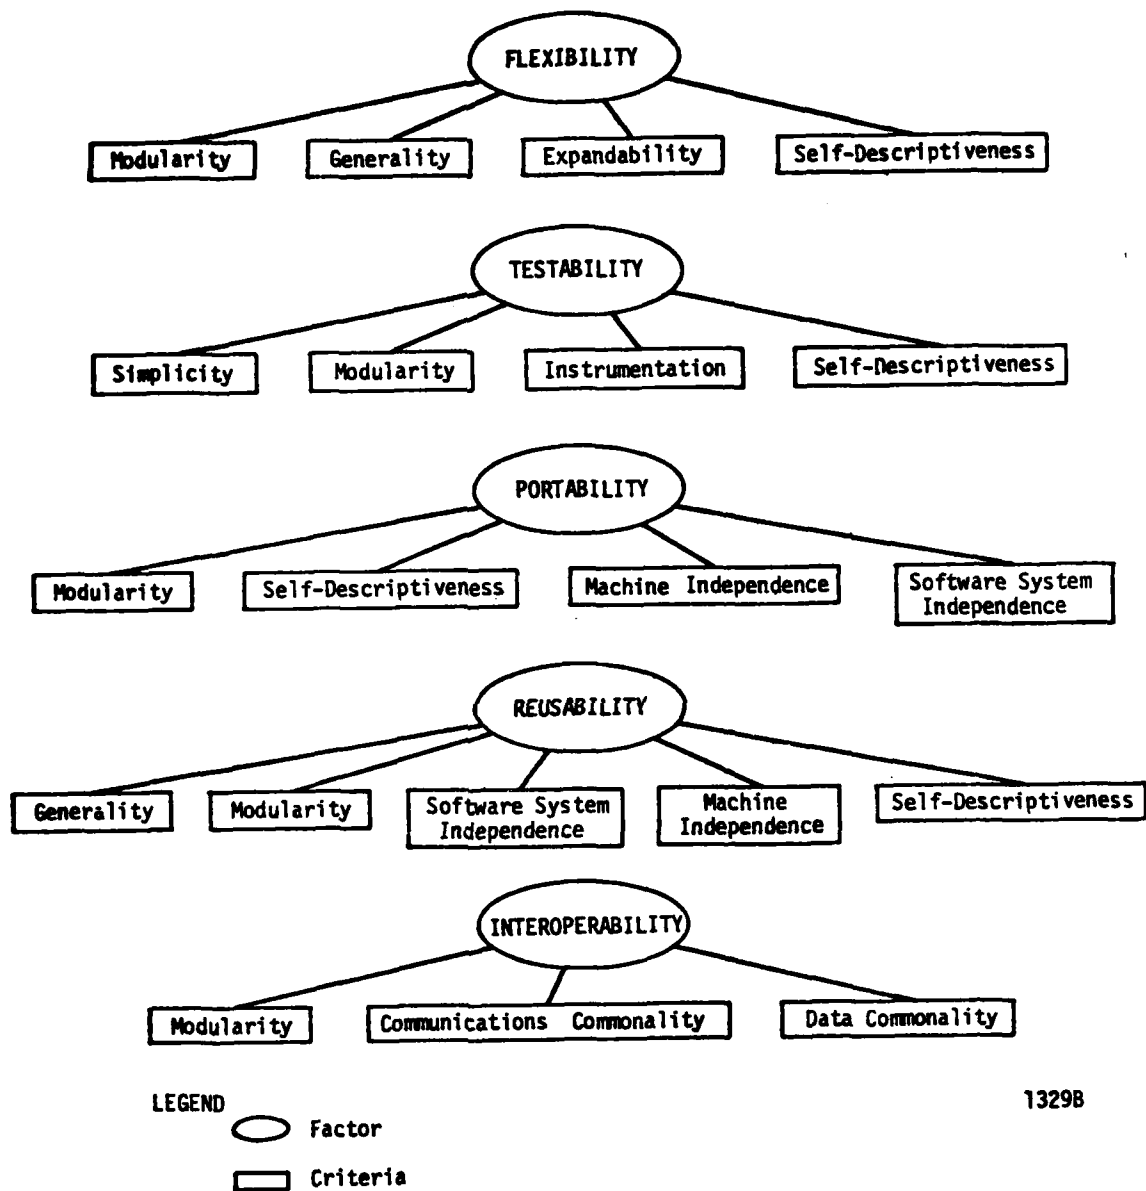 FLEXIBILITY
Modularity
Generality
Expandability
Self-Descriptiveness
TESTABILITY
Simplicity
Modularity
Instrumentation
Self-Descriptiveness
PORTABILITY
Modularity
Self-Descriptiveness
Machine Independence
Software System
Independence
REUSABILITY
Generality
Modularity
Software System
Independence
Machine
Independence
Self-Descriptiveness
INTEROPERABILITY
Modularity
Communications Commonality
Data Commonality
LEGEND
1329B
Factor
Criteria